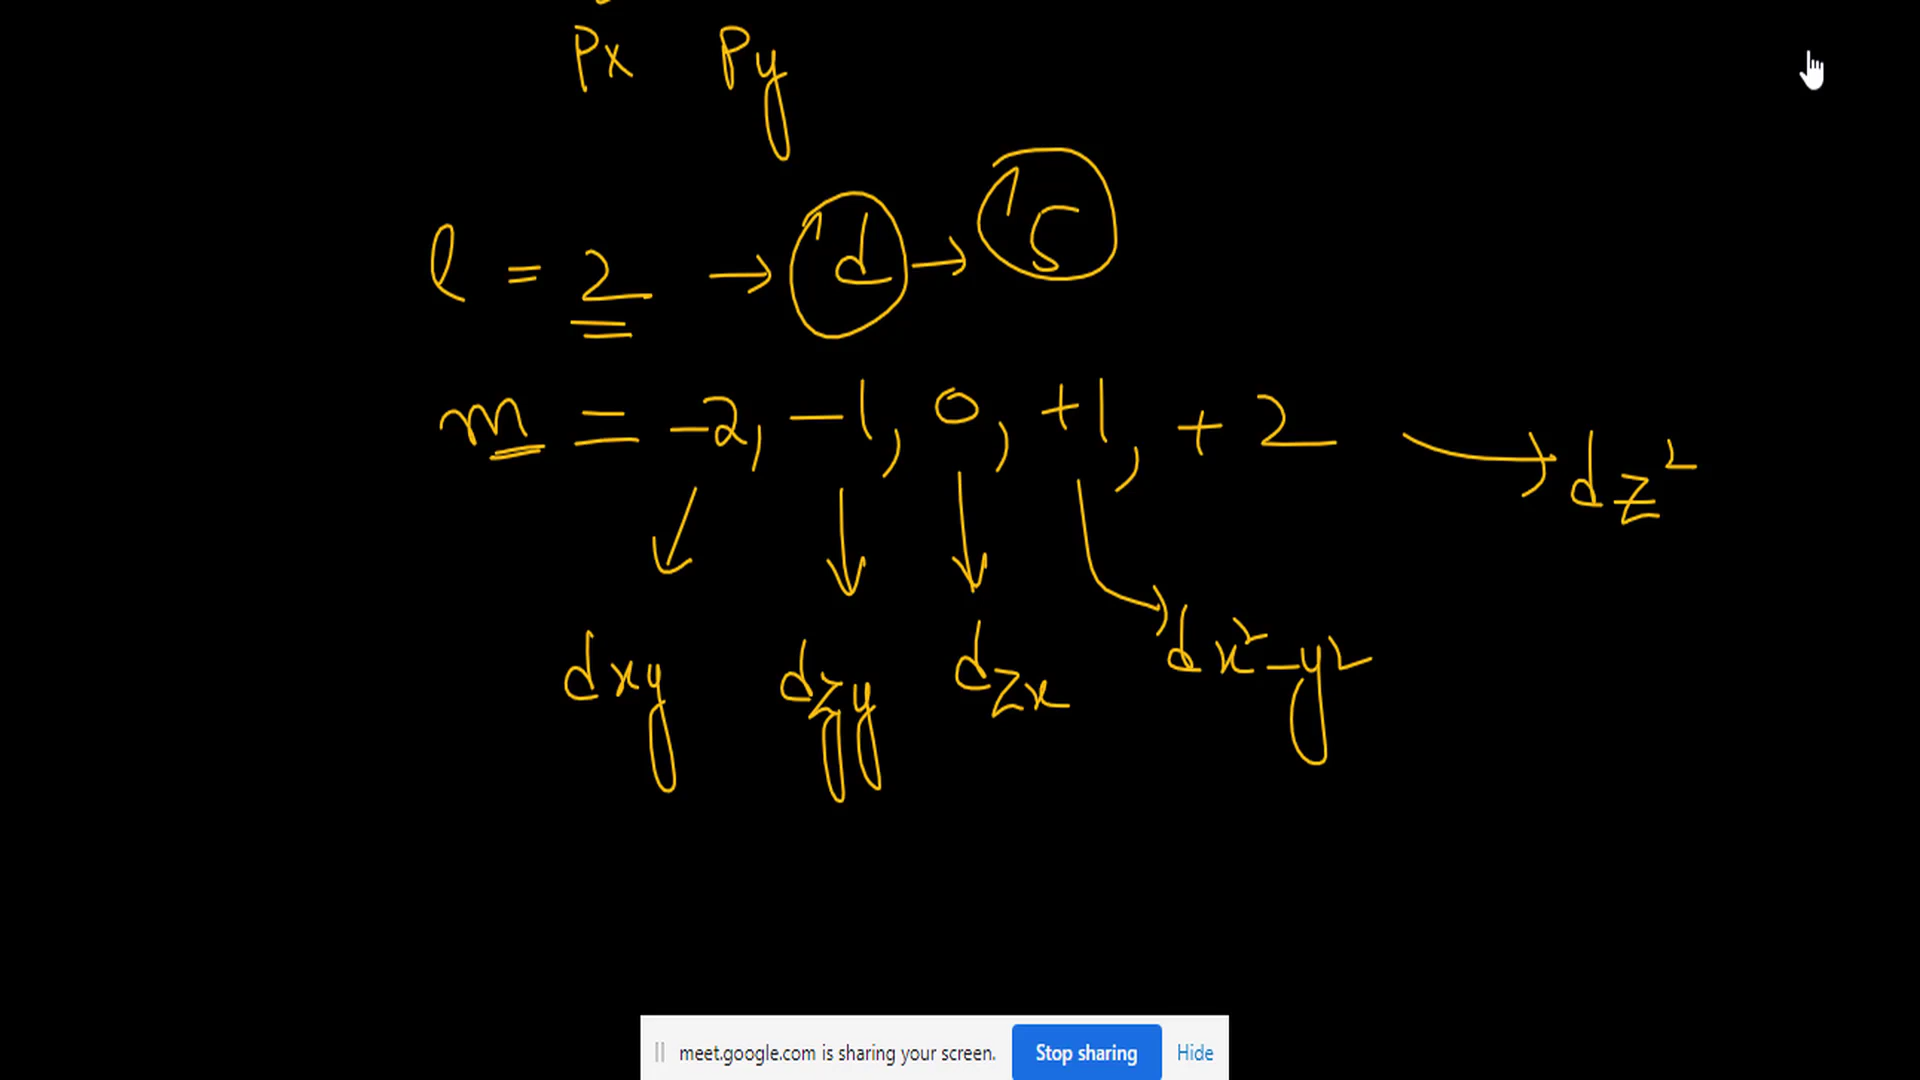 Px Py
l = 2 → d → 5
m = -2, -1, 0, +1, +2 → dz²
dxy dzy dzx dx²-y²
meet.google.com is sharing your screen. Stop sharing Hide